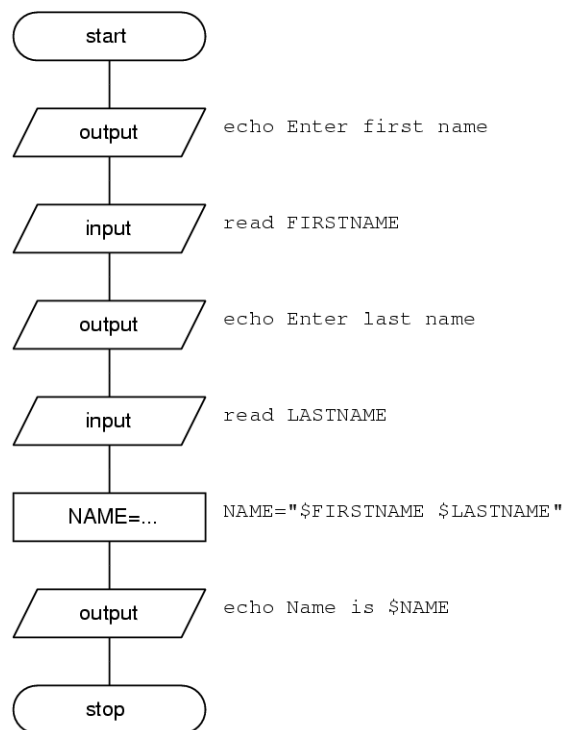 start
output echo Enter first name
input read FIRSTNAME
output echo Enter last name
input read LASTNAME
NAME=... NAME="$FIRSTNAME $LASTNAME"
output echo Name is $NAME
stop